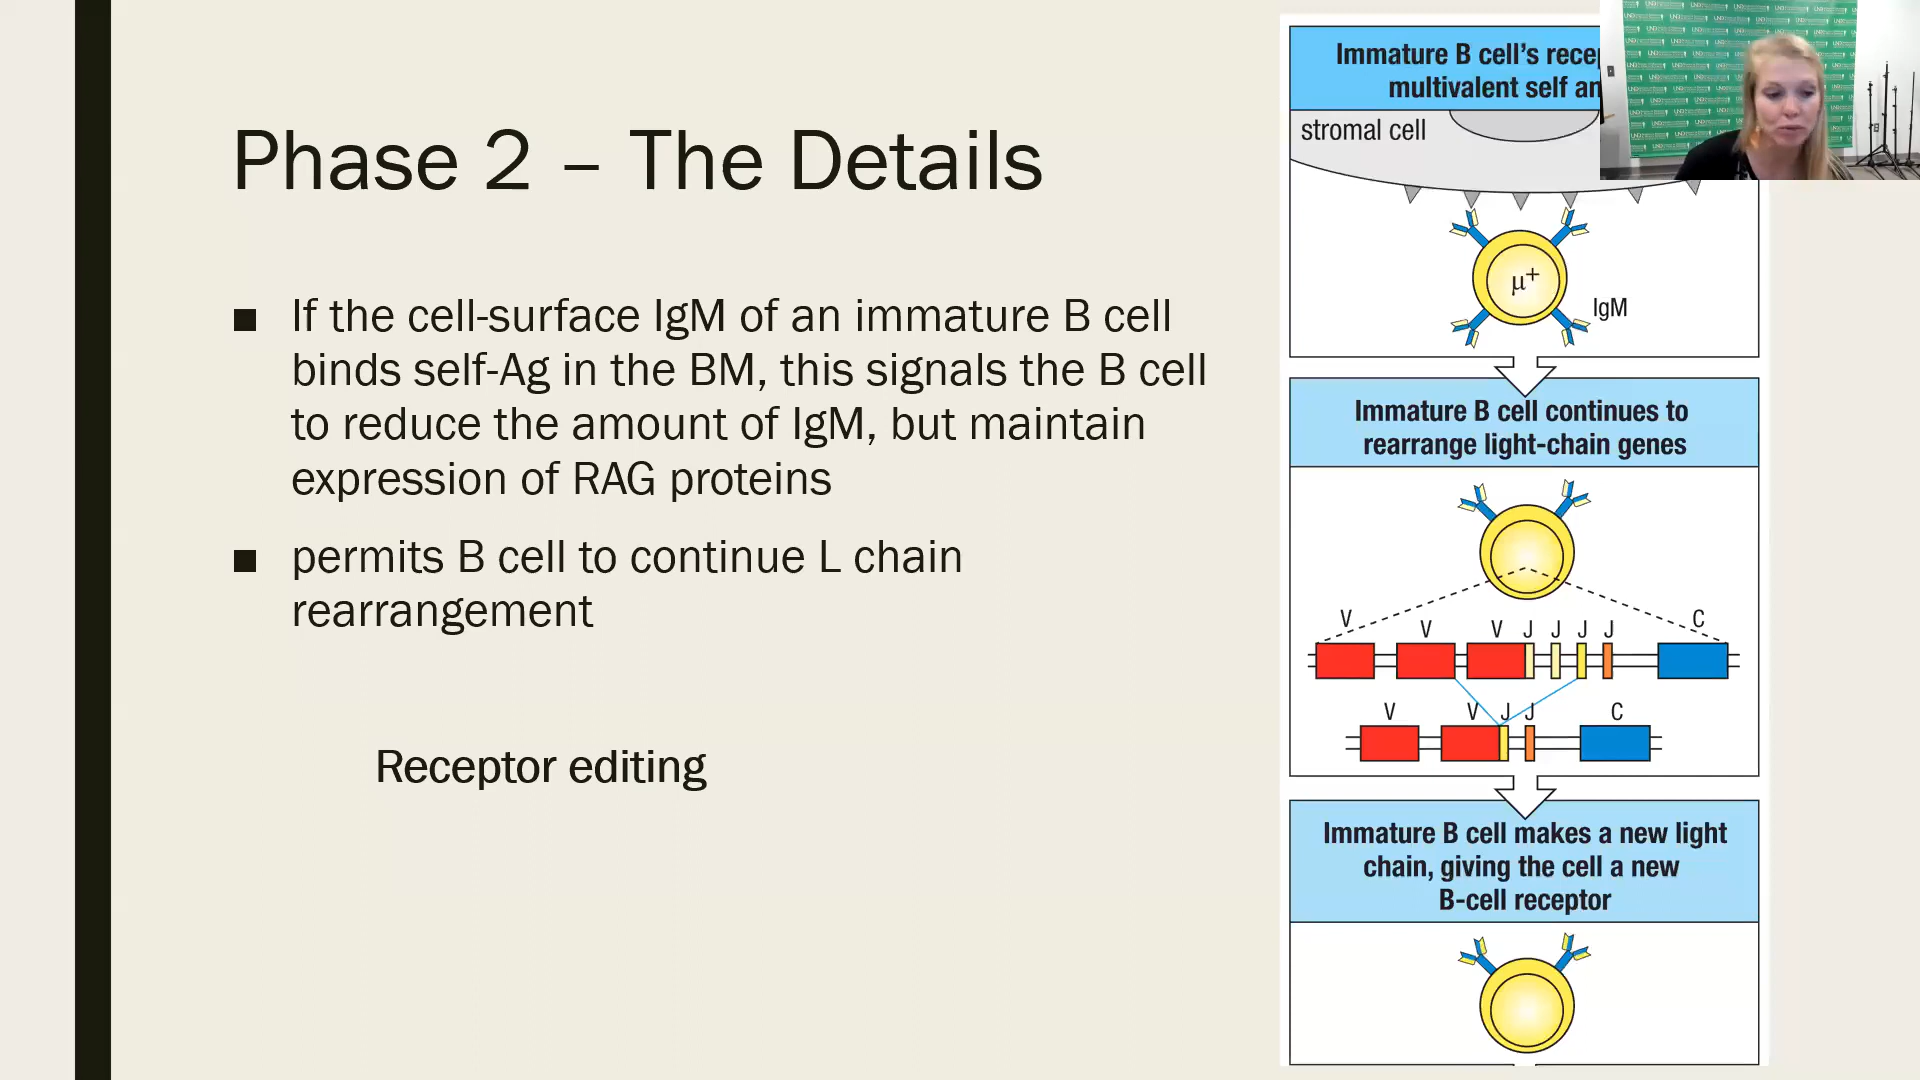 Phase 2 – The Details
■ If the cell-surface IgM of an immature B cell
binds self-Ag in the BM, this signals the B cell
to reduce the amount of IgM, but maintain
expression of RAG proteins
■ permits B cell to continue L chain
rearrangement
Receptor editing
Immature B cell's
multivalent self
stromal cell
μ+
IgM
Immature B cell continues to
rearrange light-chain genes
V V V J J J J C
V V J J C
Immature B cell makes a new light
chain, giving the cell a new
B-cell receptor